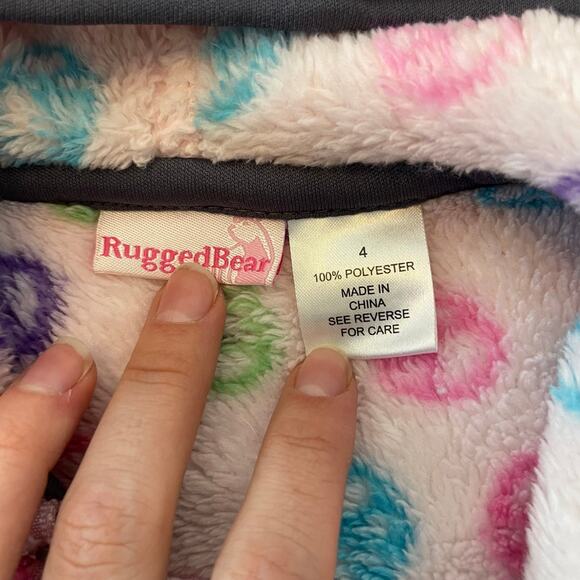 RuggedBear
4
100% POLYESTER
MADE IN
CHINA
SEE REVERSE
FOR CARE